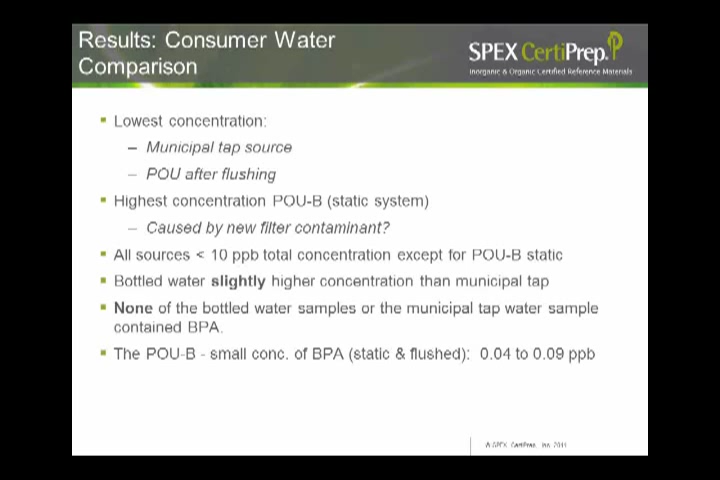 Results: Consumer Water
Comparison
SPEX CertiPrep.
Inorganic & Organic Certified Reference Materials
Lowest concentration:
– Municipal tap source
– POU after flushing
Highest concentration POU-B (static system)
– Caused by new filter contaminant?
All sources < 10 ppb total concentration except for POU-B static
Bottled water slightly higher concentration than municipal tap
None of the bottled water samples or the municipal tap water sample
contained BPA.
The POU-B - small conc. of BPA (static & flushed): 0.04 to 0.09 ppb
SPEX CertiPrep, Inc. 2011